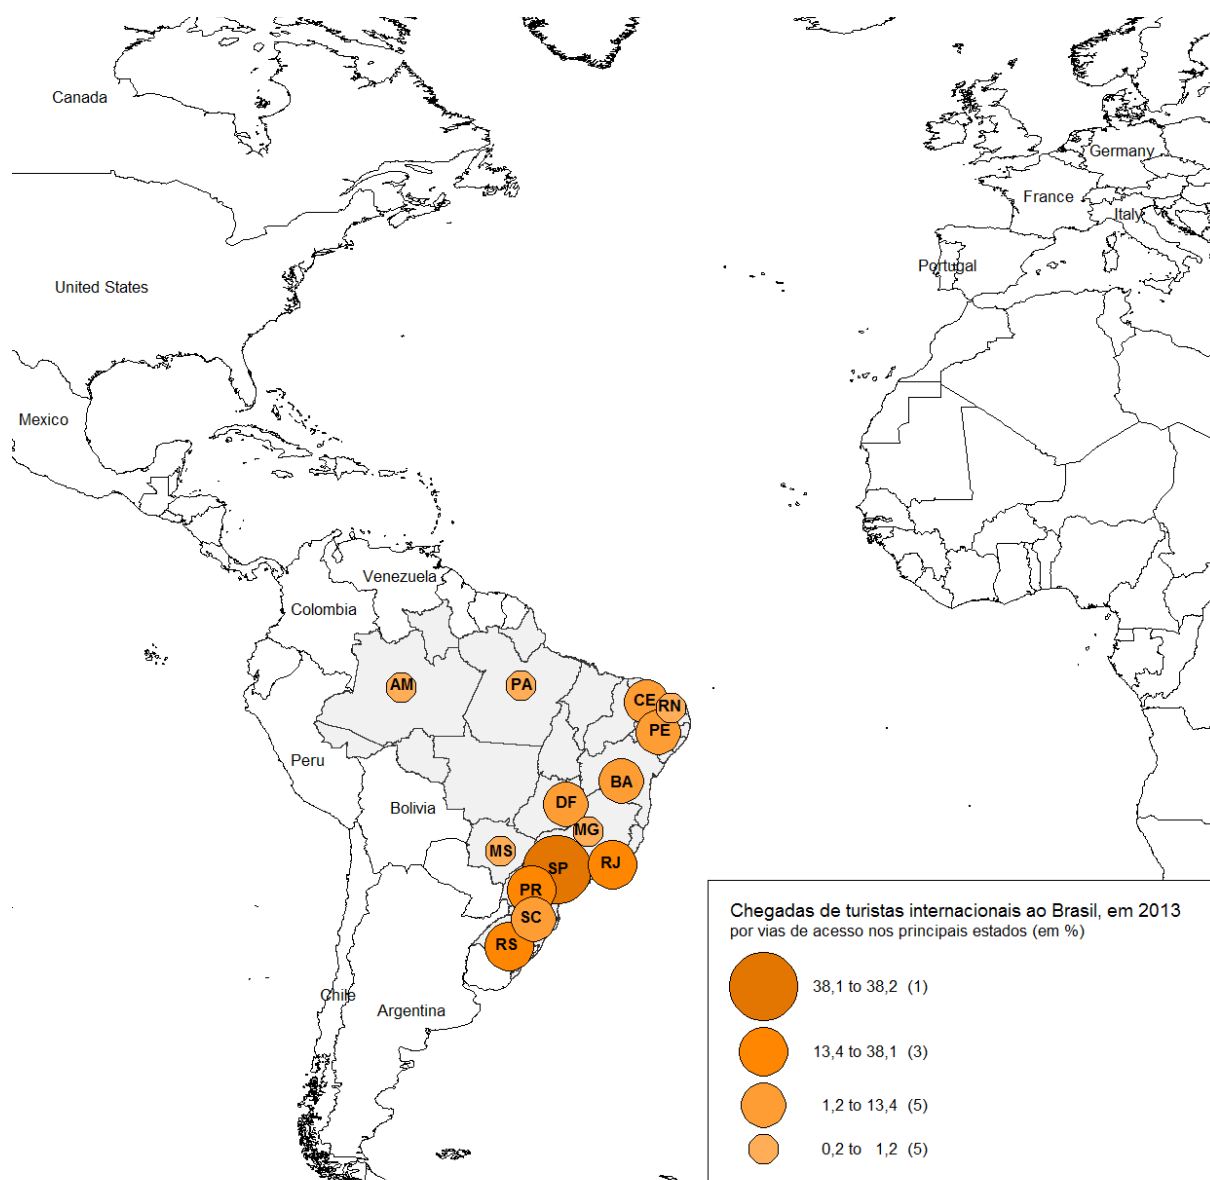 Canada
Germany
France
Italy
Portugal
United States
Mexico
Venezuela
Colombia
AM
PA
CE
RN
PE
Peru
BA
DF
Bolivia
MG
MS
RJ
SP
PR
SC
RS
Chile
Argentina
Chegadas de turistas internacionais ao Brasil, em 2013
por vias de acesso nos principais estados (em %)
38,1 to 38,2 (1)
13,4 to 38,1 (3)
1,2 to 13,4 (5)
0,2 to 1,2 (5)